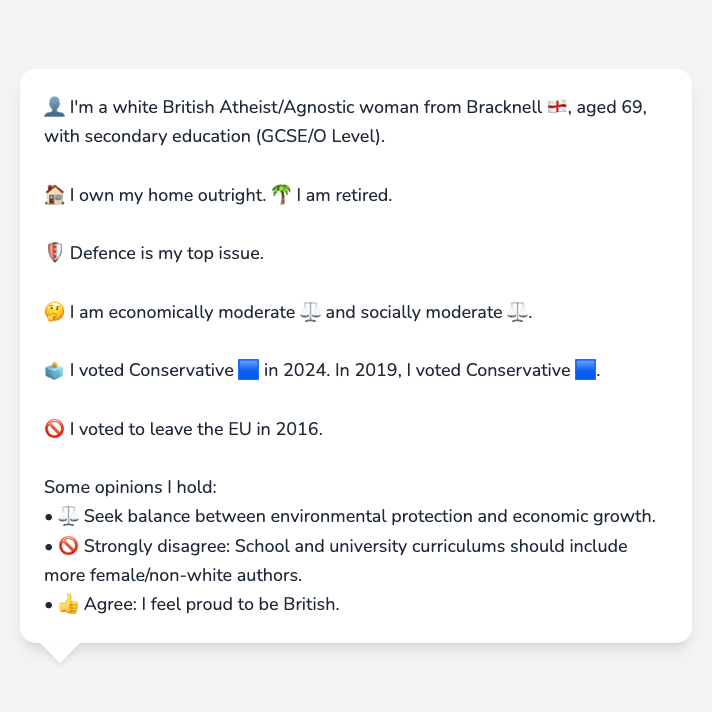 👤 I'm a white British Atheist/Agnostic woman from Bracknell 🏴󠁧󠁢󠁥󠁮󠁧󠁿, aged 69,
with secondary education (GCSE/O Level).
🏠 I own my home outright. 🌴 I am retired.
🛡️ Defence is my top issue.
🤔 I am economically moderate ⚖️ and socially moderate ⚖️.
🗳️ I voted Conservative 🟦 in 2024. In 2019, I voted Conservative 🟦.
🚫 I voted to leave the EU in 2016.
Some opinions I hold:
• ⚖️ Seek balance between environmental protection and economic growth.
• 🚫 Strongly disagree: School and university curriculums should include
more female/non-white authors.
• 👍 Agree: I feel proud to be British.